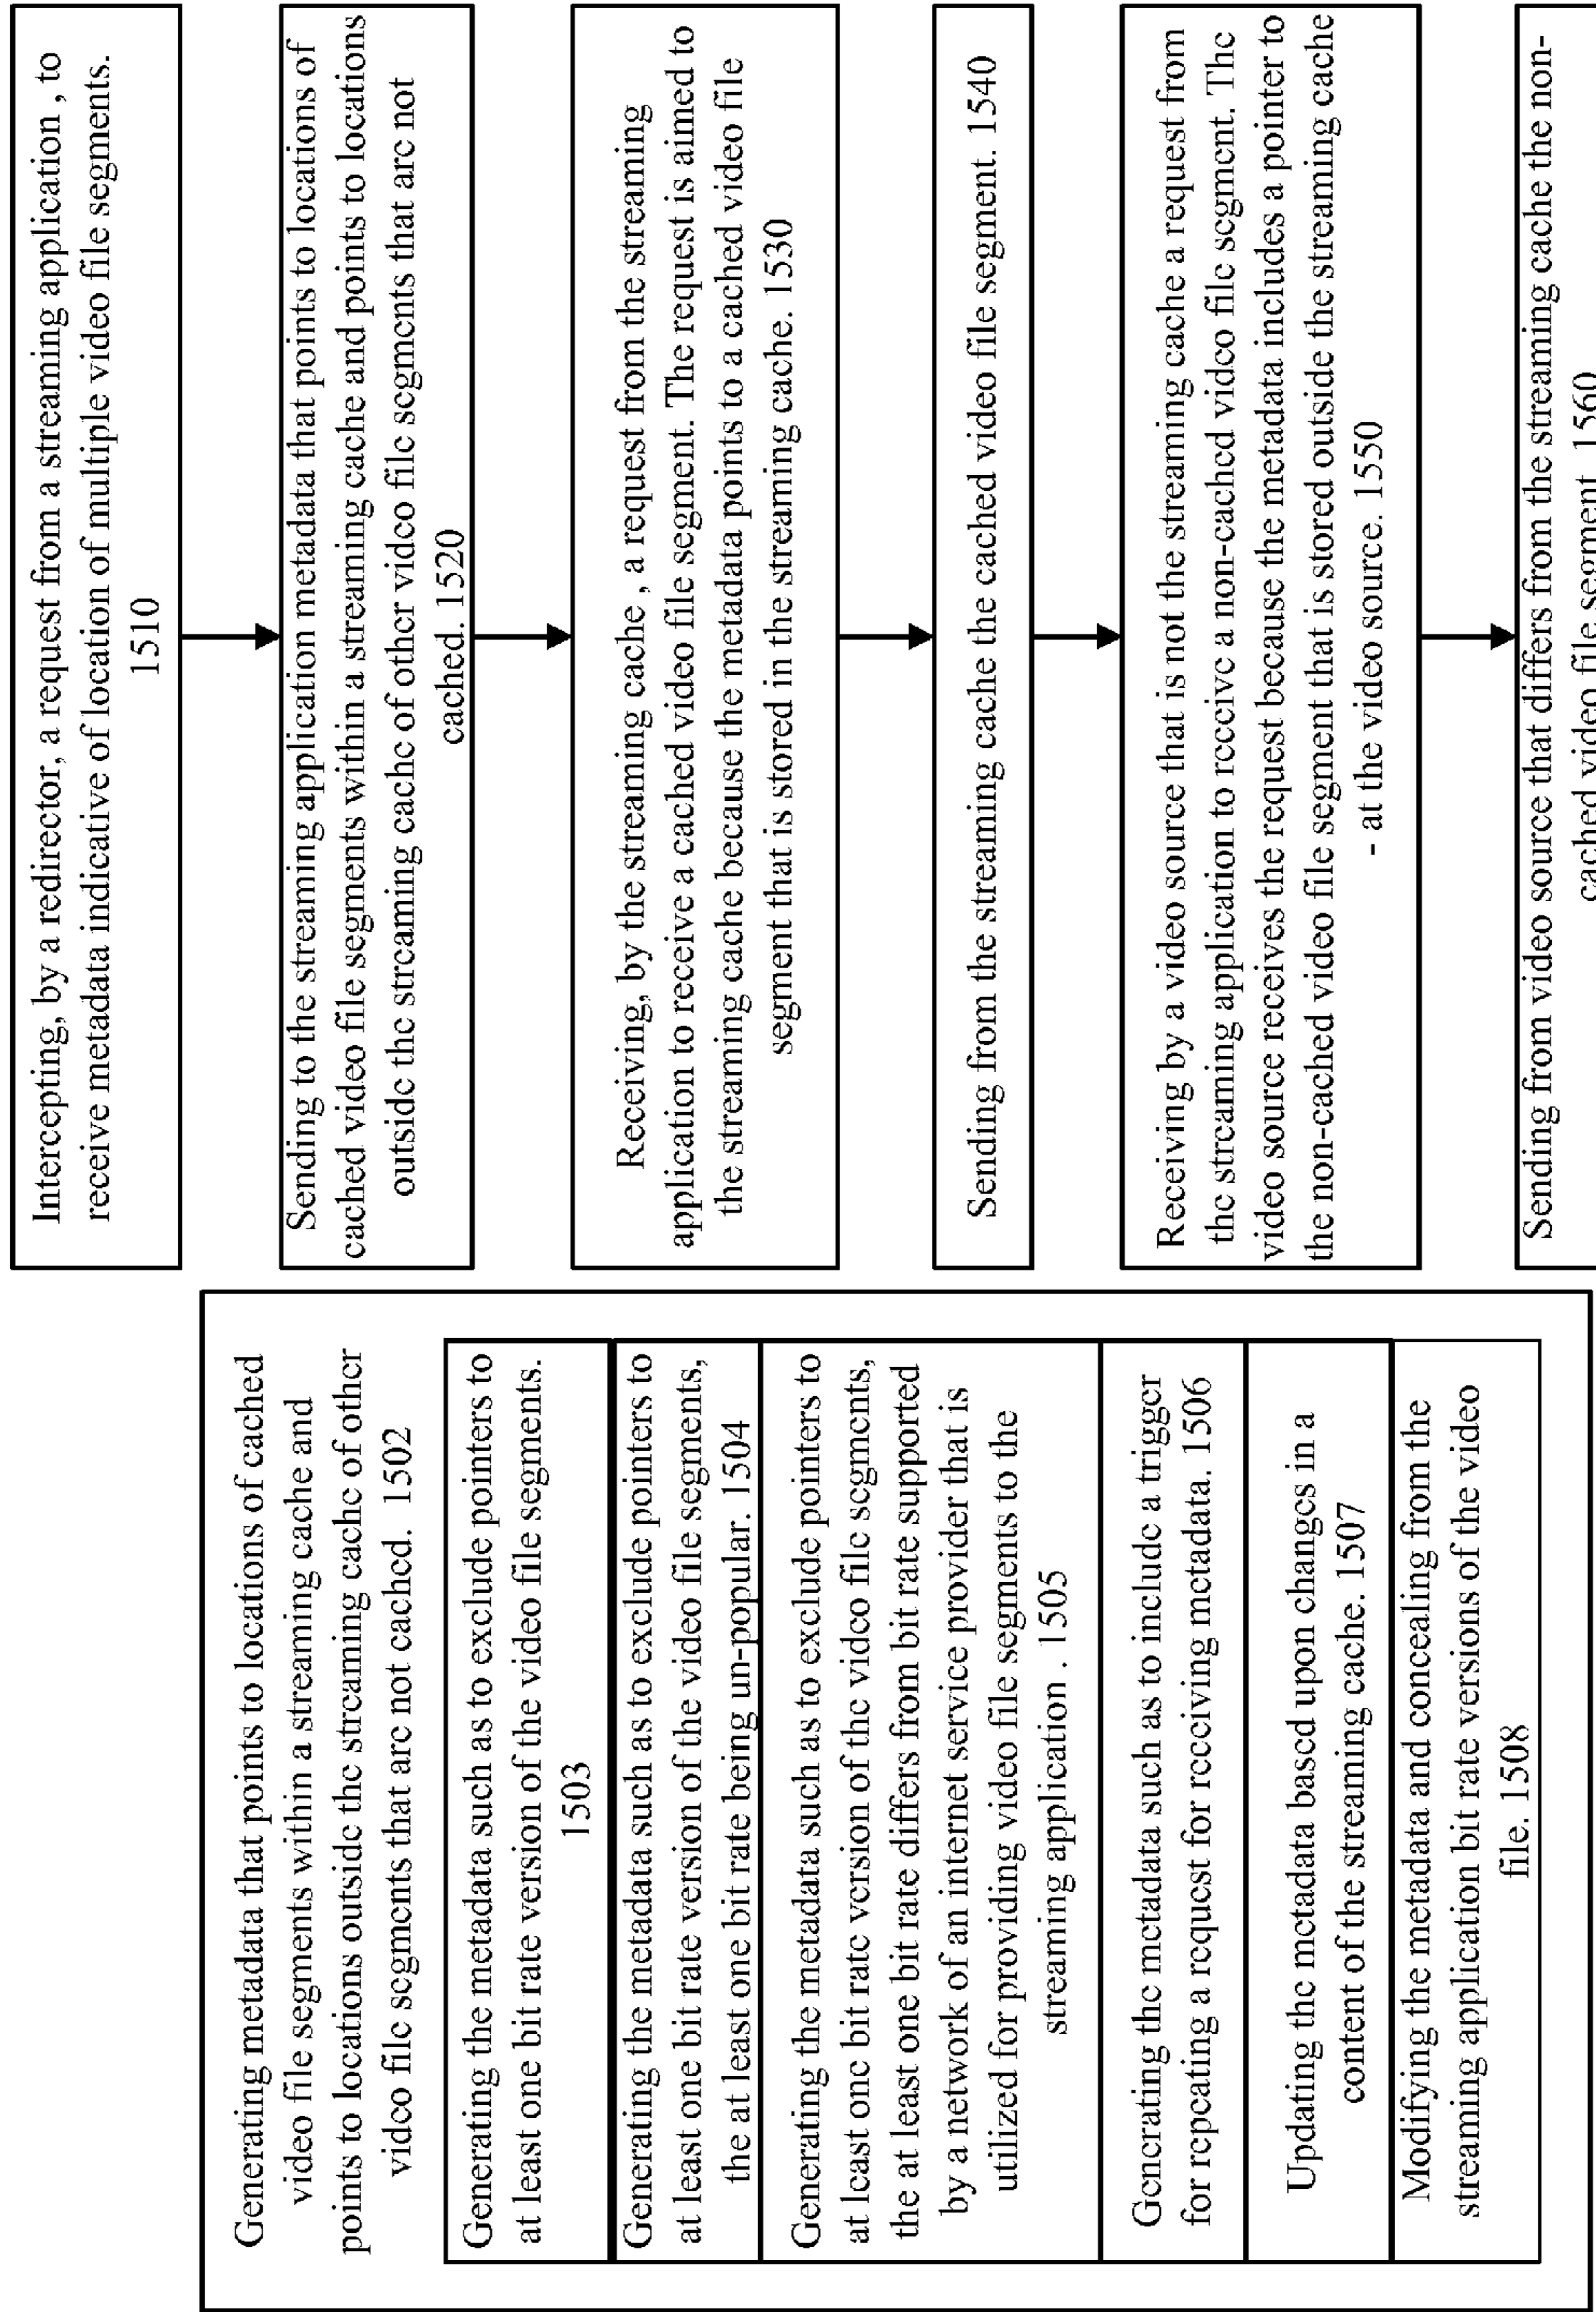 Generating metadata that points to locations of cached
video file segments within a streaming cache and
points to locations outside the streaming cache of other
video file segments that are not cached. 1502
Generating the metadata such as to exclude pointers to
at least one bit rate version of the video file segments.
1503
Generating the metadata such as to exclude pointers to
at least one bit rate version of the video file segments,
the at least one bit rate being un-popular. 1504
Generating the metadata such as to exclude pointers to
at least one bit rate version of the video file segments,
the at least one bit rate differs from bit rate supported
by a network of an internet service provider that is
utilized for providing video file segments to the
streaming application . 1505
Generating the metadata such as to include a trigger
for repeating a request for receiving metadata. 1506
Updating the metadata based upon changes in a
content of the streaming cache. 1507
Modifying the metadata and concealing from the
streaming application bit rate versions of the video
file. 1508
Intercepting, by a redirector, a request from a streaming application , to
receive metadata indicative of location of multiple video file segments.
1510
Sending to the streaming application metadata that points to locations of
cached video file segments within a streaming cache and points to locations
outside the streaming cache of other video file segments that are not
cached. 1520
Receiving, by the streaming cache , a request from the streaming
application to receive a cached video file segment. The request is aimed to
the streaming cache because the metadata points to a cached video file
segment that is stored in the streaming cache. 1530
Sending from the streaming cache the cached video file segment. 1540
Receiving by a video source that is not the streaming cache a request from
the streaming application to receive a non-cached video file segment. The
video source receives the request because the metadata includes a pointer to
the non-cached video file segment that is stored outside the streaming cache
- at the video source. 1550
Sending from video source that differs from the streaming cache the non-
cached video file segment. 1560